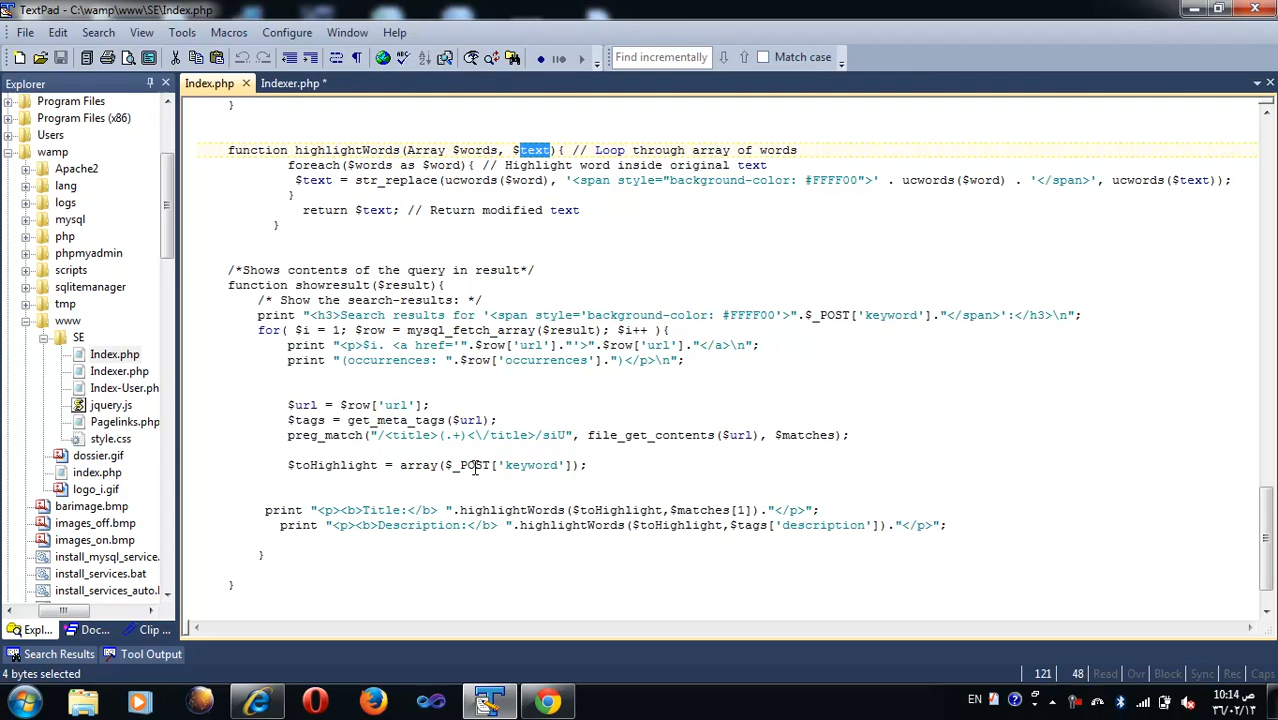 TextPad - C:\wamp\www\SE\Index.php
File Edit Search View Tools Macros Configure Window Help
Find incrementally Match case
Explorer
Index.php Indexer.php *
Program Files
Program Files (x86)
Users
wamp
Apache2
lang
logs
mysql
php
phpmyadmin
scripts
sqlitemanager
tmp
www
SE
Index.php
Indexer.php
Index-User.ph
jquery.js
Pagelinks.php
style.css
dossier.gif
index.php
logo_i.gif
barimage.bmp
images_off.bmp
images_on.bmp
install_mysql_service.
install_services.bat
install_services_auto.l
}
function highlightWords(Array $words, $text){ // Loop through array of words
foreach($words as $word){ // Highlight word inside original text
$text = str_replace(ucwords($word), '<span style="background-color: #FFFF00">' . ucwords($word) . '</span>', ucwords($text));
}
return $text; // Return modified text
}
/*Shows contents of the query in result*/
function showresult($result){
/* Show the search-results: */
print "<h3>Search results for '<span style='background-color: #FFFF00'>".$_POST['keyword']."</span>':</h3>\n";
for( $i = 1; $row = mysql_fetch_array($result); $i++ ){
print "<p>$i. <a href='".$row['url']."'>".$row['url']."</a>\n";
print "(occurrences: ".$row['occurrences'].")</p>\n";
$url = $row['url'];
$tags = get_meta_tags($url);
preg_match("/<title>(.+)<\/title>/siU", file_get_contents($url), $matches);
$toHighlight = array($_POST['keyword']);
print "<p><b>Title:</b> ".highlightWords($toHighlight,$matches[1])."</p>";
print "<p><b>Description:</b> ".highlightWords($toHighlight,$tags['description'])."</p>";
}
}
Expl... Doc... Clip ...
Search Results Tool Output
4 bytes selected
121 48 Read Ovr Block Sync Rec Caps
EN
10:14 ص
٣٦/٠٢/١٣